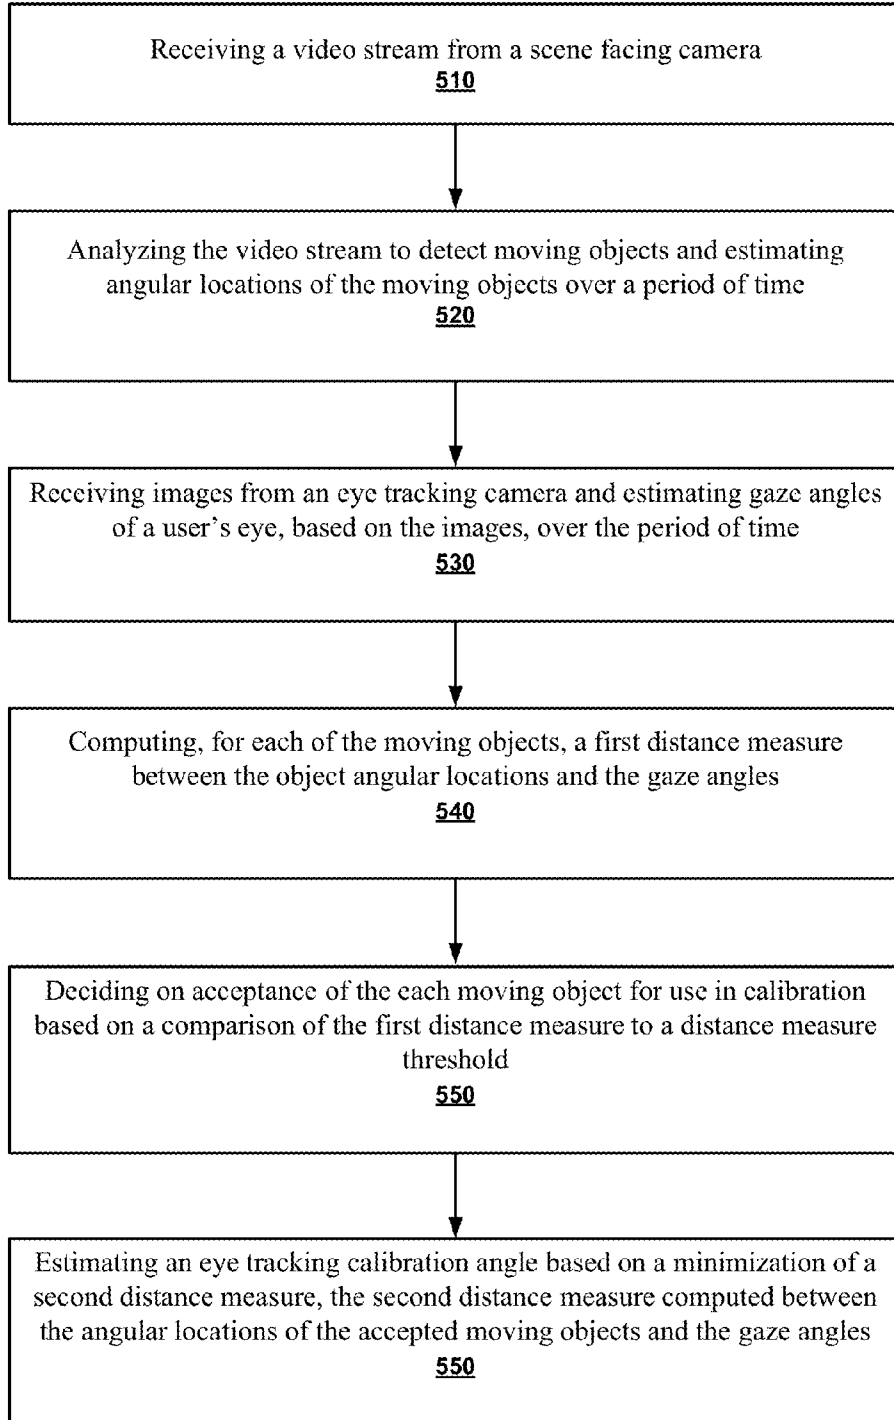 Receiving a video stream from a scene facing camera
510
Analyzing the video stream to detect moving objects and estimating
angular locations of the moving objects over a period of time
520
Receiving images from an eye tracking camera and estimating gaze angles
of a user's eye, based on the images, over the period of time
530
Computing, for each of the moving objects, a first distance measure
between the object angular locations and the gaze angles
540
Deciding on acceptance of the each moving object for use in calibration
based on a comparison of the first distance measure to a distance measure
threshold
550
Estimating an eye tracking calibration angle based on a minimization of a
second distance measure, the second distance measure computed between
the angular locations of the accepted moving objects and the gaze angles
550